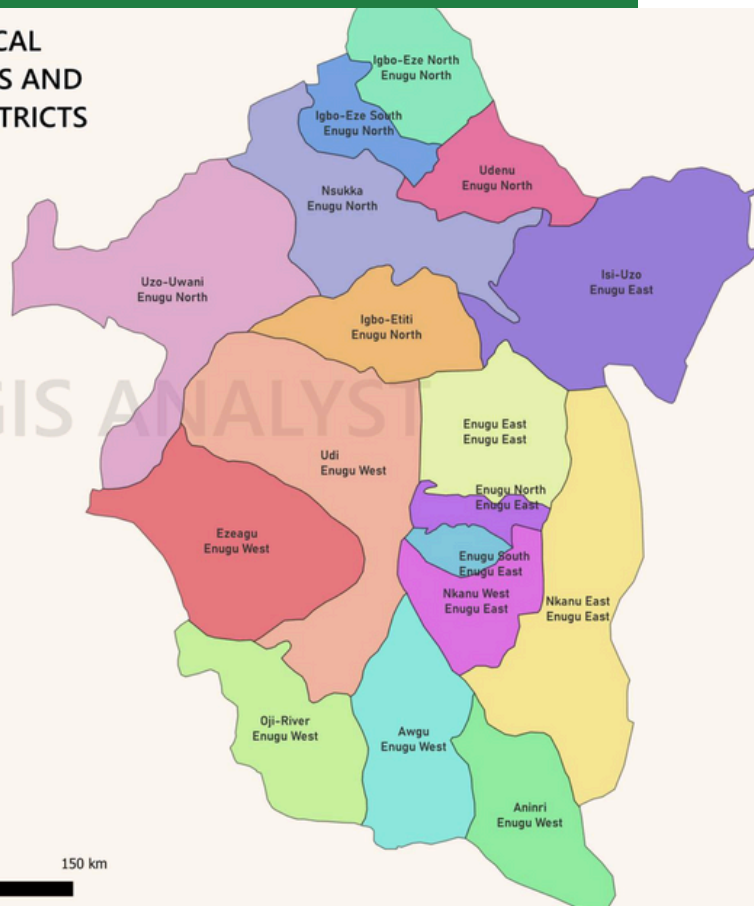 CAL
S AND
TRICTS
Igbo-Eze North
Enugu North
Igbo-Eze South
Enugu North
Udenu
Enugu North
Nsukka
Enugu North
Isi-Uzo
Enugu East
Uzo-Uwani
Enugu North
Igbo-Etiti
Enugu North
GIS ANALYST
Enugu East
Enugu East
Udi
Enugu West
Enugu North
Enugu East
Ezeagu
Enugu West
Enugu South
Enugu East
Nkanu West
Enugu East
Nkanu East
Enugu East
Oji-River
Enugu West
Awgu
Enugu West
Aninri
Enugu West
150 km